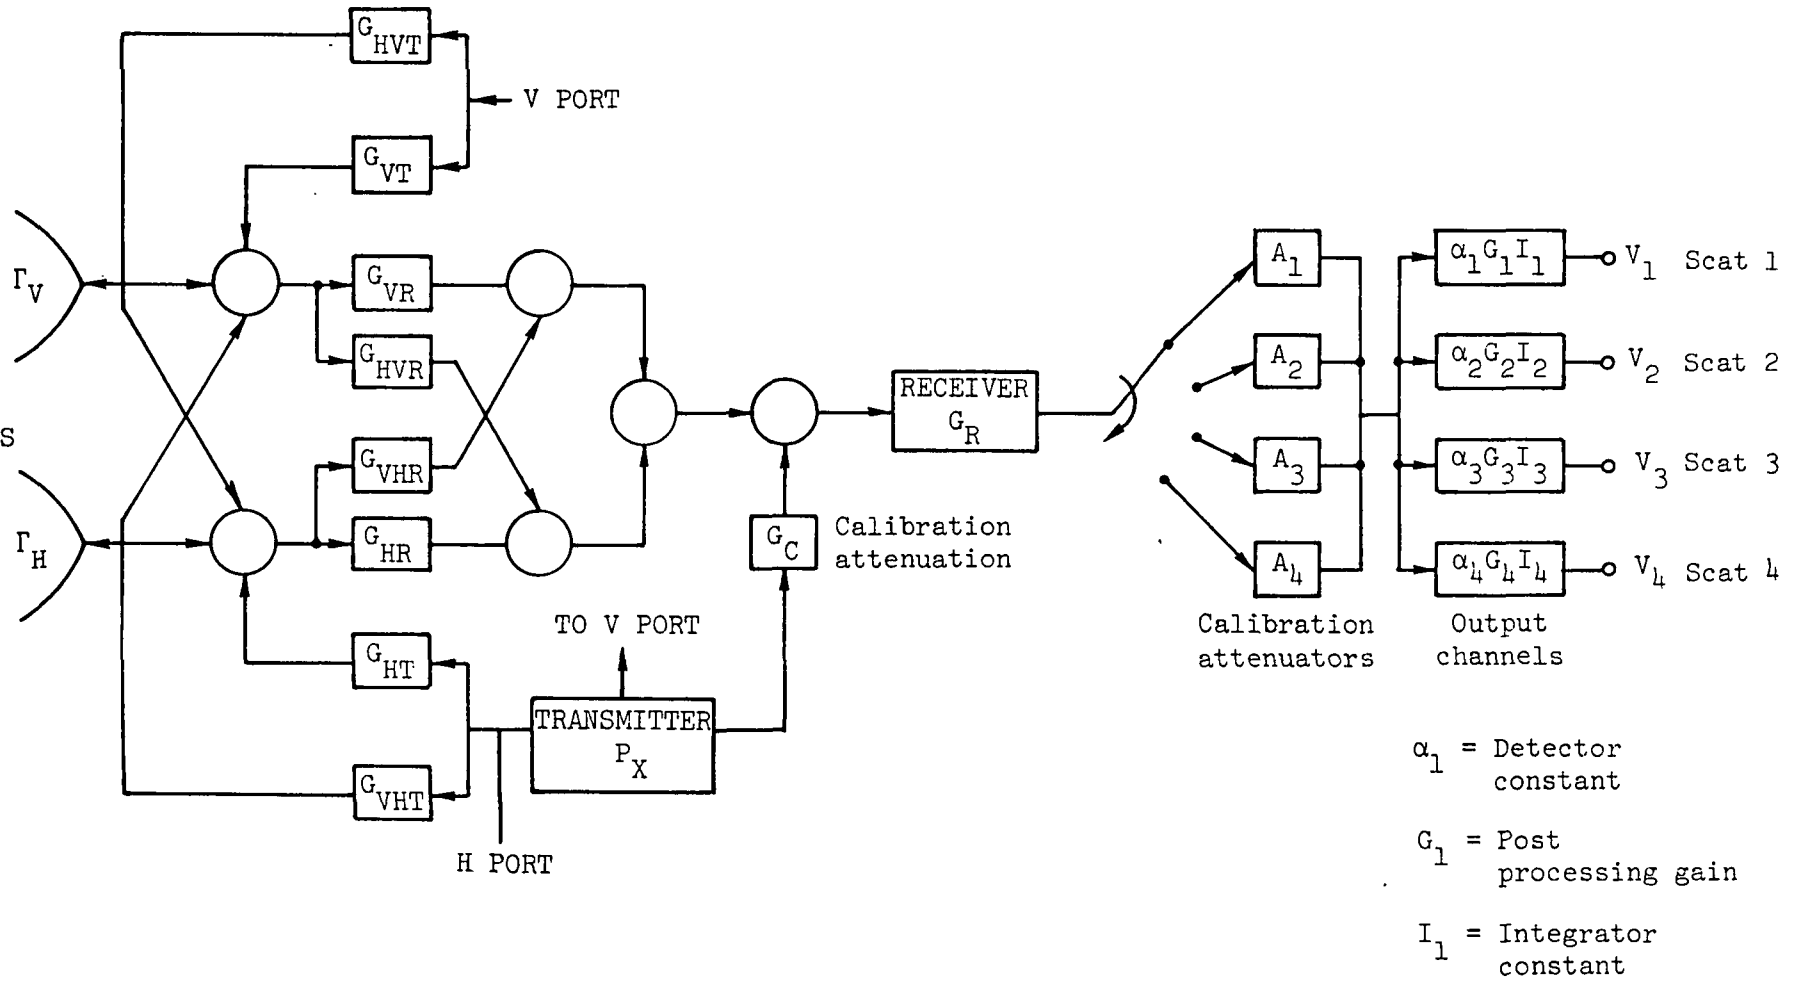 G_HVT
V PORT
G_VT
Γ_V
G_VR
G_HVR
S
G_VHR
Γ_H
G_HR
G_HT
G_VHT
H PORT
TO V PORT
TRANSMITTER
P_X
G_C
Calibration
attenuation
RECEIVER
G_R
A_1
A_2
A_3
A_4
Calibration
attenuators
α_1G_1I_1
α_2G_2I_2
α_3G_3I_3
α_4G_4I_4
Output
channels
V_1 Scat 1
V_2 Scat 2
V_3 Scat 3
V_4 Scat 4
α_1 = Detector
constant
G_1 = Post
processing gain
I_1 = Integrator
constant